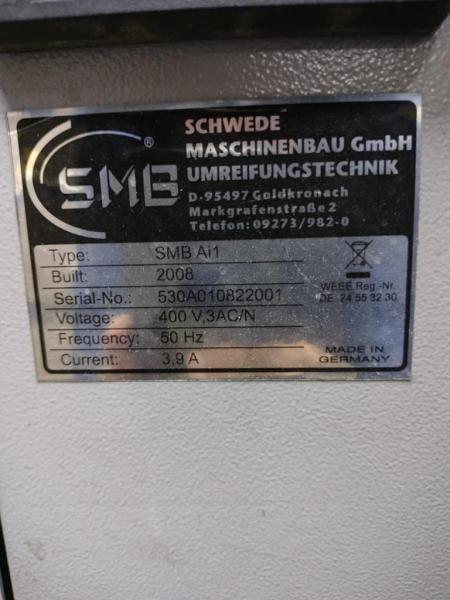 SMB®
SCHWEDE
MASCHINENBAU GmbH
UMREIFUNGSTECHNIK
D-95497 Goldkronach
Markgrafenstraße 2
Telefon: 09273/982-0
Type: SMB Ai1
Built: 2008
Serial-No.: 530A010822001
Voltage: 400 V,3AC/N
Frequency: 50 Hz
Current: 3,9 A
WEEE Reg.-Nr.
DE 24 55 32 30
MADE IN
GERMANY